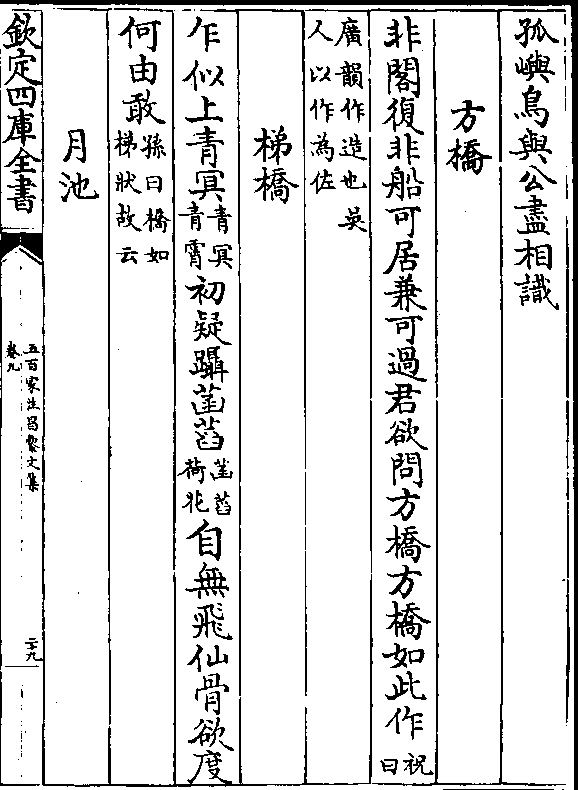 孤嶼鳥與公盡相識
方橋
非閣復非船可居兼可過君欲問方橋方橋如此作祝曰
廣韻作造也吳
人以作為佐
梯橋
乍似上青冥青冥青霄初疑躡菡萏菡萏荷花自無飛仙骨欲度
何由敢孫曰橋如梯狀故云
月池
欽定四庫全書
五百家注昌黎文集
卷九
二十九